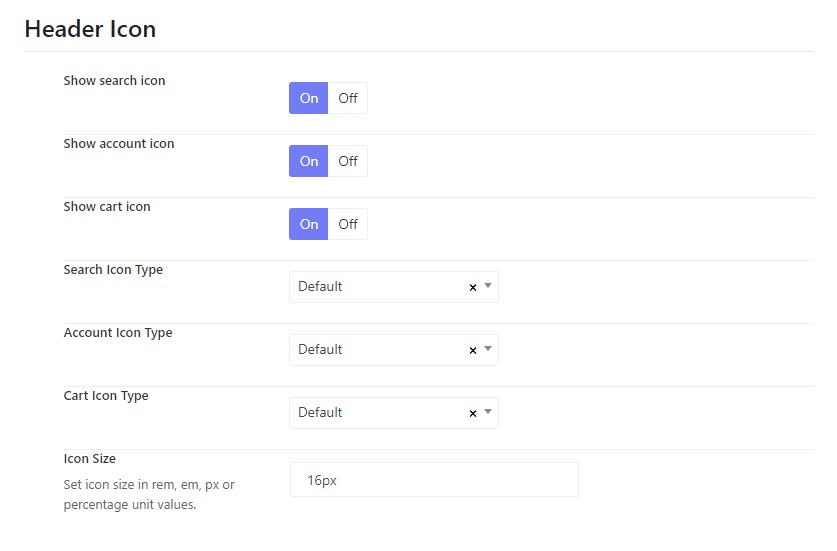 Header Icon
Show search icon
On Off
Show account icon
On Off
Show cart icon
On Off
Search Icon Type
Default ×
Account Icon Type
Default ×
Cart Icon Type
Default ×
Icon Size
16px
Set icon size in rem, em, px or
percentage unit values.